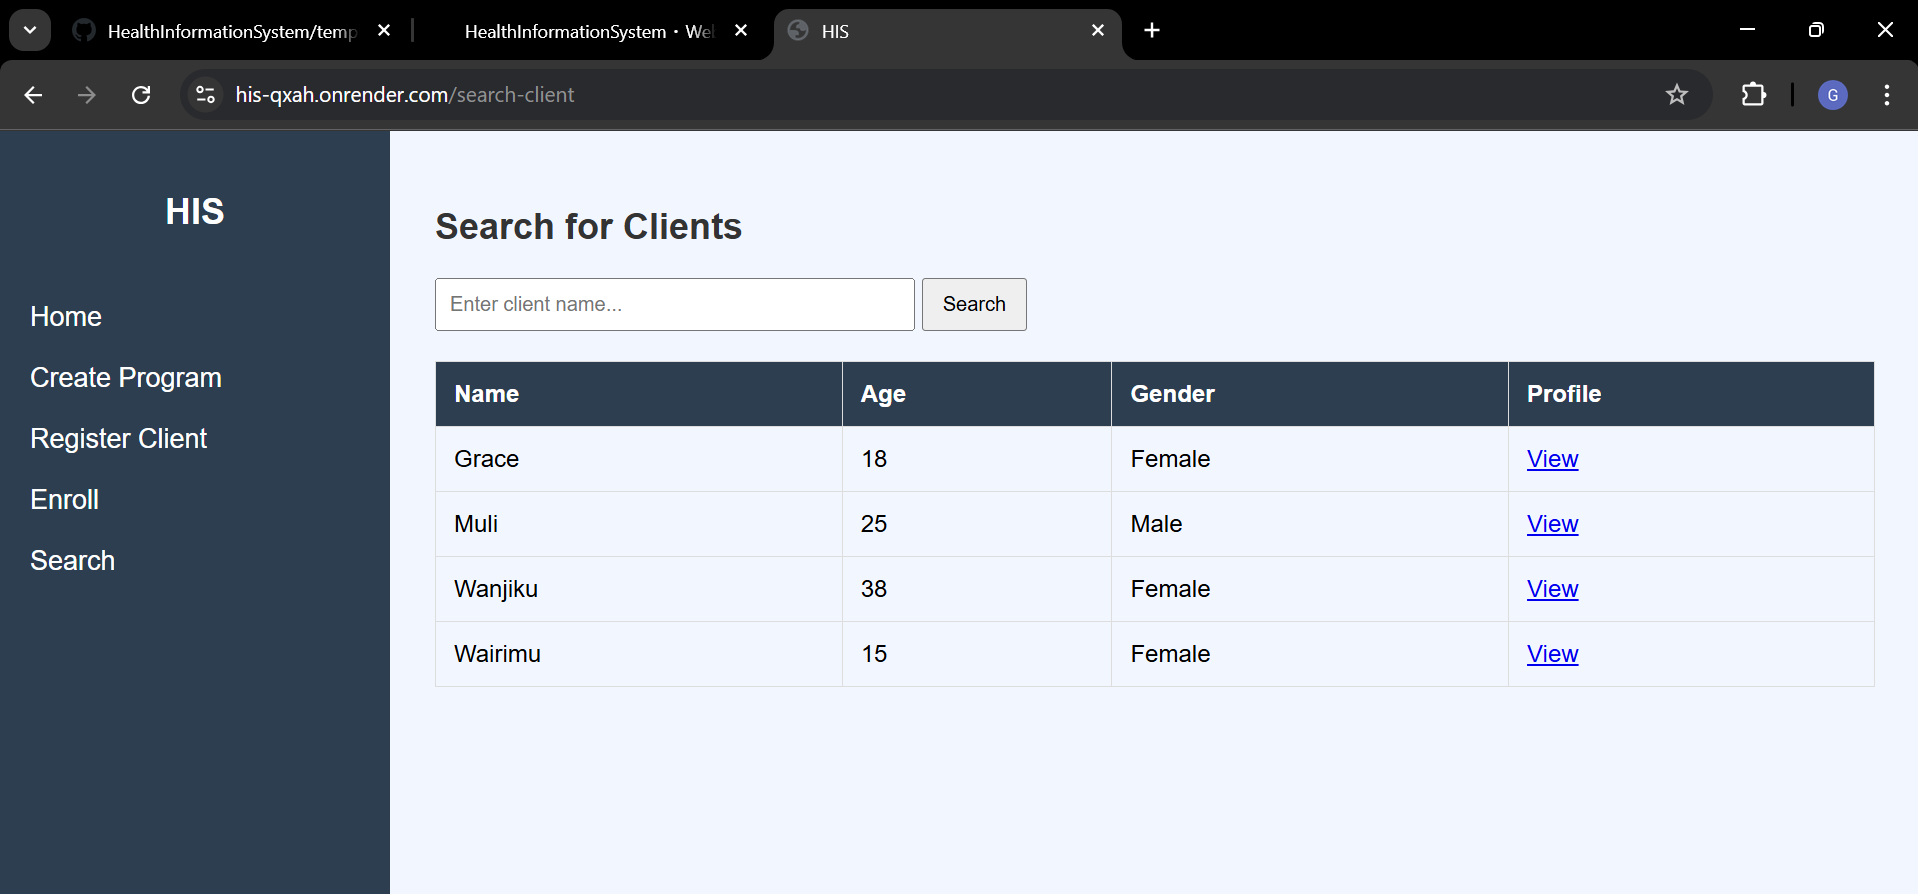 HealthInformationSystem/temp
HealthInformationSystem · We
HIS
his-qxah.onrender.com/search-client
G
HIS
Home
Create Program
Register Client
Enroll
Search
Search for Clients
Enter client name... Search
Name Age Gender Profile
Grace 18 Female View
Muli 25 Male View
Wanjiku 38 Female View
Wairimu 15 Female View